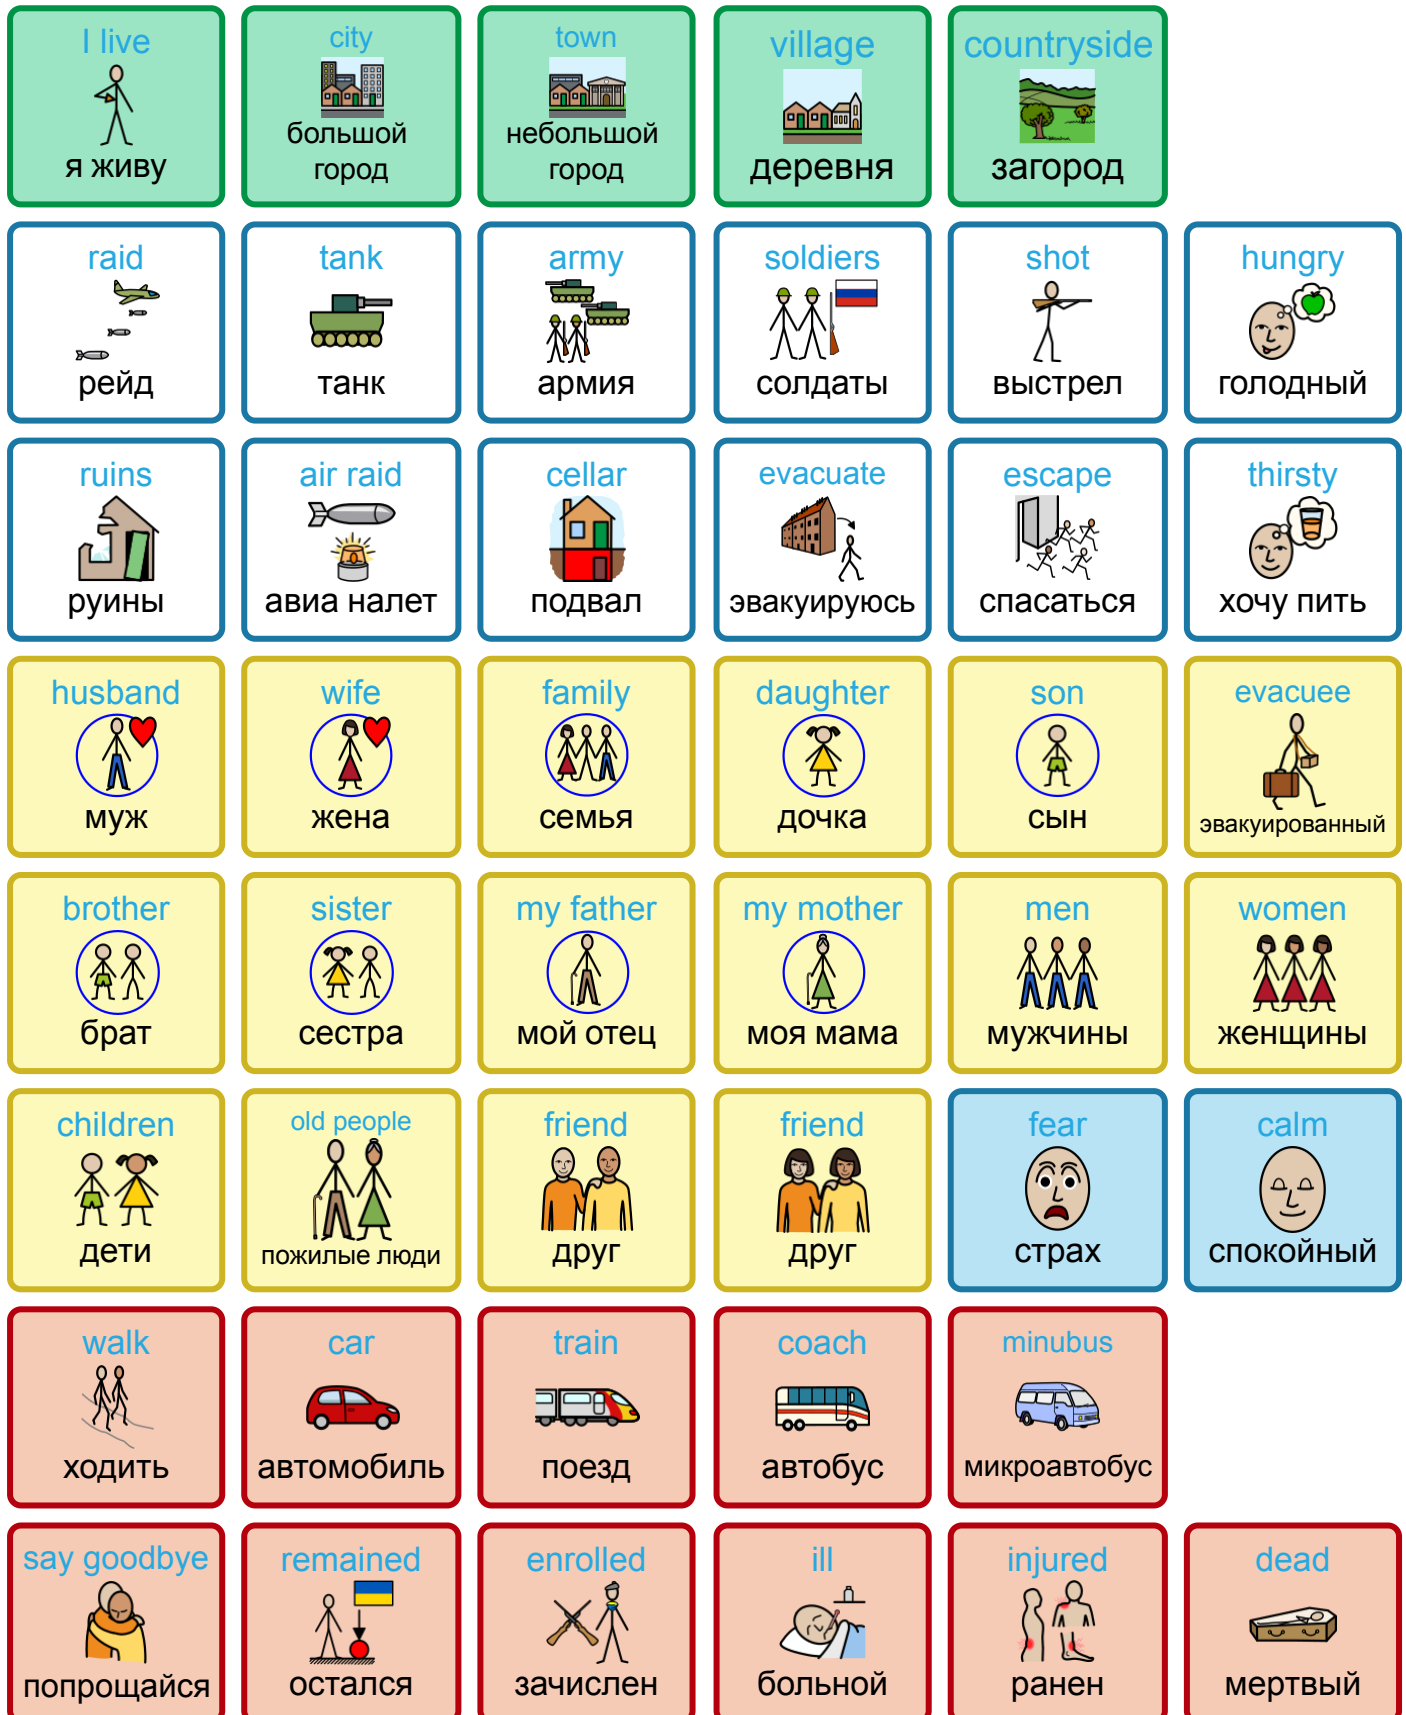 I live
я живу
city
большой
город
town
небольшой
город
village
деревня
countryside
загород
raid
рейд
tank
танк
army
армия
soldiers
солдаты
shot
выстрел
hungry
голодный
ruins
руины
air raid
авиа налет
cellar
подвал
evacuate
эвакуируюсь
escape
спасаться
thirsty
хочу пить
husband
муж
wife
жена
family
семья
daughter
дочка
son
сын
evacuee
эвакуированный
brother
брат
sister
сестра
my father
мой отец
my mother
моя мама
men
мужчины
women
женщины
children
дети
old people
пожилые люди
friend
друг
friend
друг
fear
страх
calm
спокойный
walk
ходить
car
автомобиль
train
поезд
coach
автобус
minubus
микроавтобус
say goodbye
попрощайся
remained
остался
enrolled
зачислен
ill
больной
injured
ранен
dead
мертвый